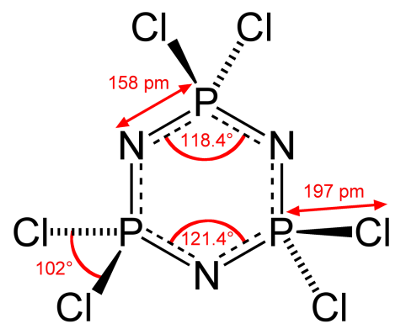 Cl Cl
158 pm
P
118.4°
N N
197 pm
121.4°
Cl P P Cl
102°
N
Cl Cl